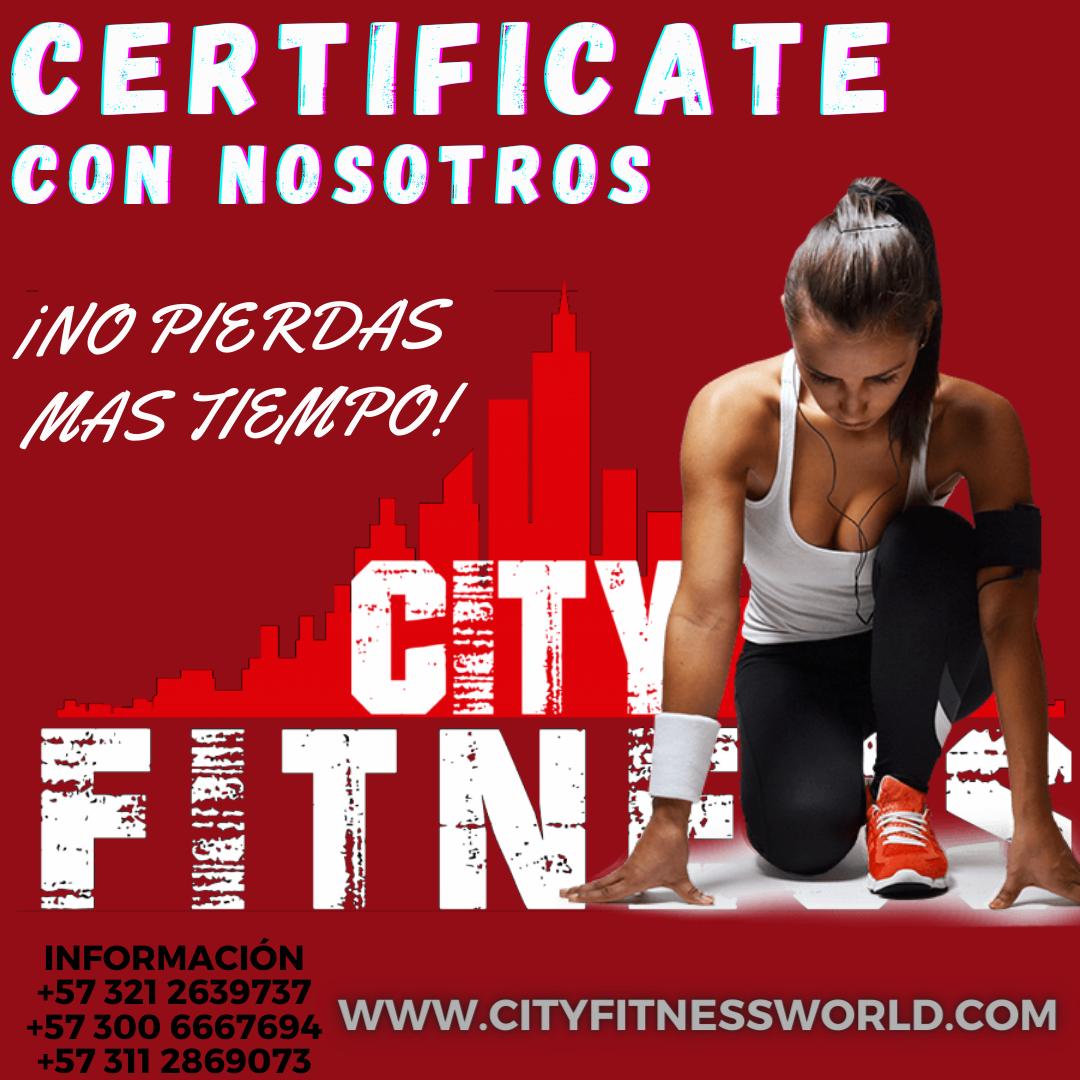 CERTIFICATE
CON NOSOTROS
¡NO PIERDAS
MAS TIEMPO!
CITY
FITNESS
INFORMACIÓN
+57 321 2639737
+57 300 6667694
+57 311 2869073
WWW.CITYFITNESSWORLD.COM